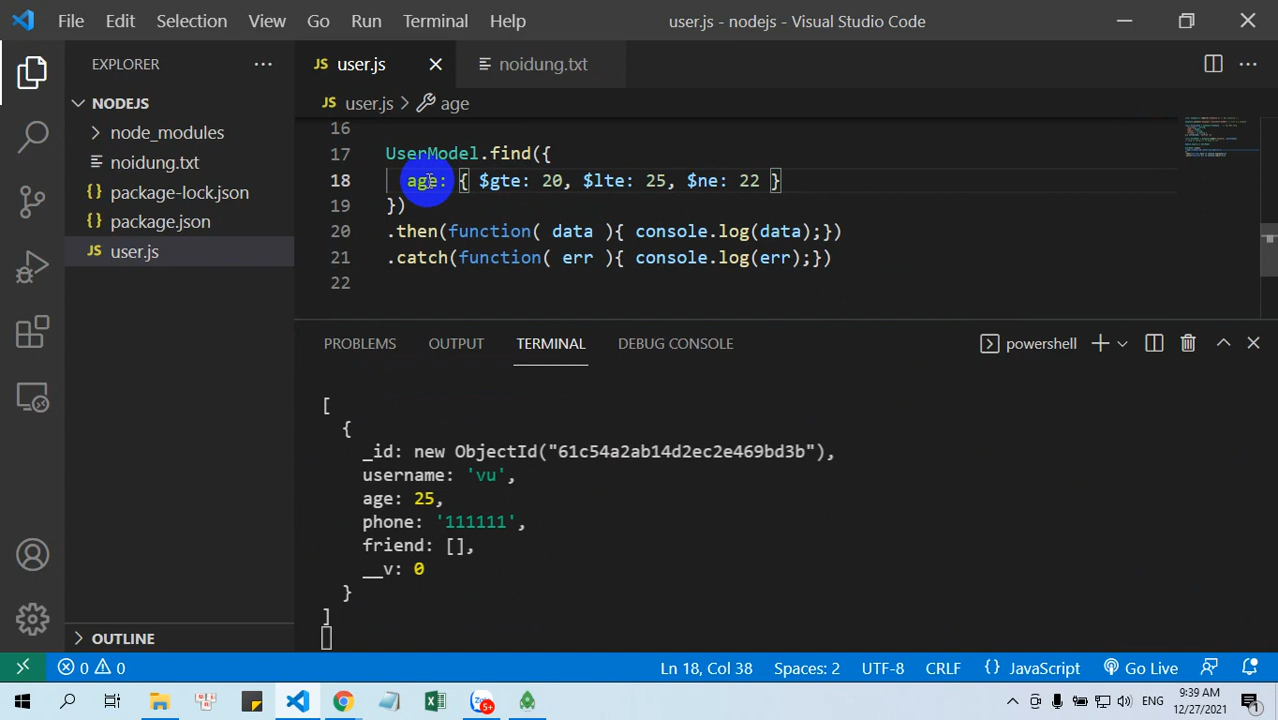 File Edit Selection View Go Run Terminal Help user.js - nodejs - Visual Studio Code
EXPLORER
JS user.js noidung.txt
NODEJS
JS user.js > age
node_modules
noidung.txt
package-lock.json
package.json
JS user.js
16
17 UserModel.find({
18 age: { $gte: 20, $lte: 25, $ne: 22 }
19 })
20 .then(function( data ){ console.log(data);})
21 .catch(function( err ){ console.log(err);})
22
PROBLEMS OUTPUT TERMINAL DEBUG CONSOLE powershell
[
{
_id: new ObjectId("61c54a2ab14d2ec2e469bd3b"),
username: 'vu',
age: 25,
phone: '111111',
friend: [],
__v: 0
}
]
OUTLINE
0 0 Ln 18, Col 38 Spaces: 2 UTF-8 CRLF {} JavaScript Go Live
5+ ENG 9:39 AM
12/27/2021 1